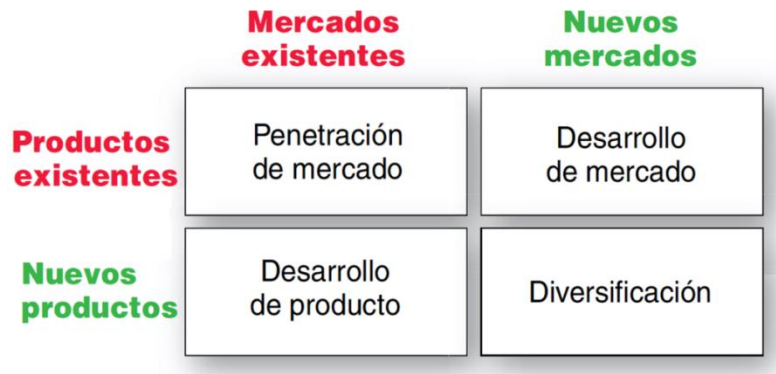 Mercados
existentes
Nuevos
mercados
Productos
existentes
Penetración
de mercado
Desarrollo
de mercado
Nuevos
productos
Desarrollo
de producto
Diversificación